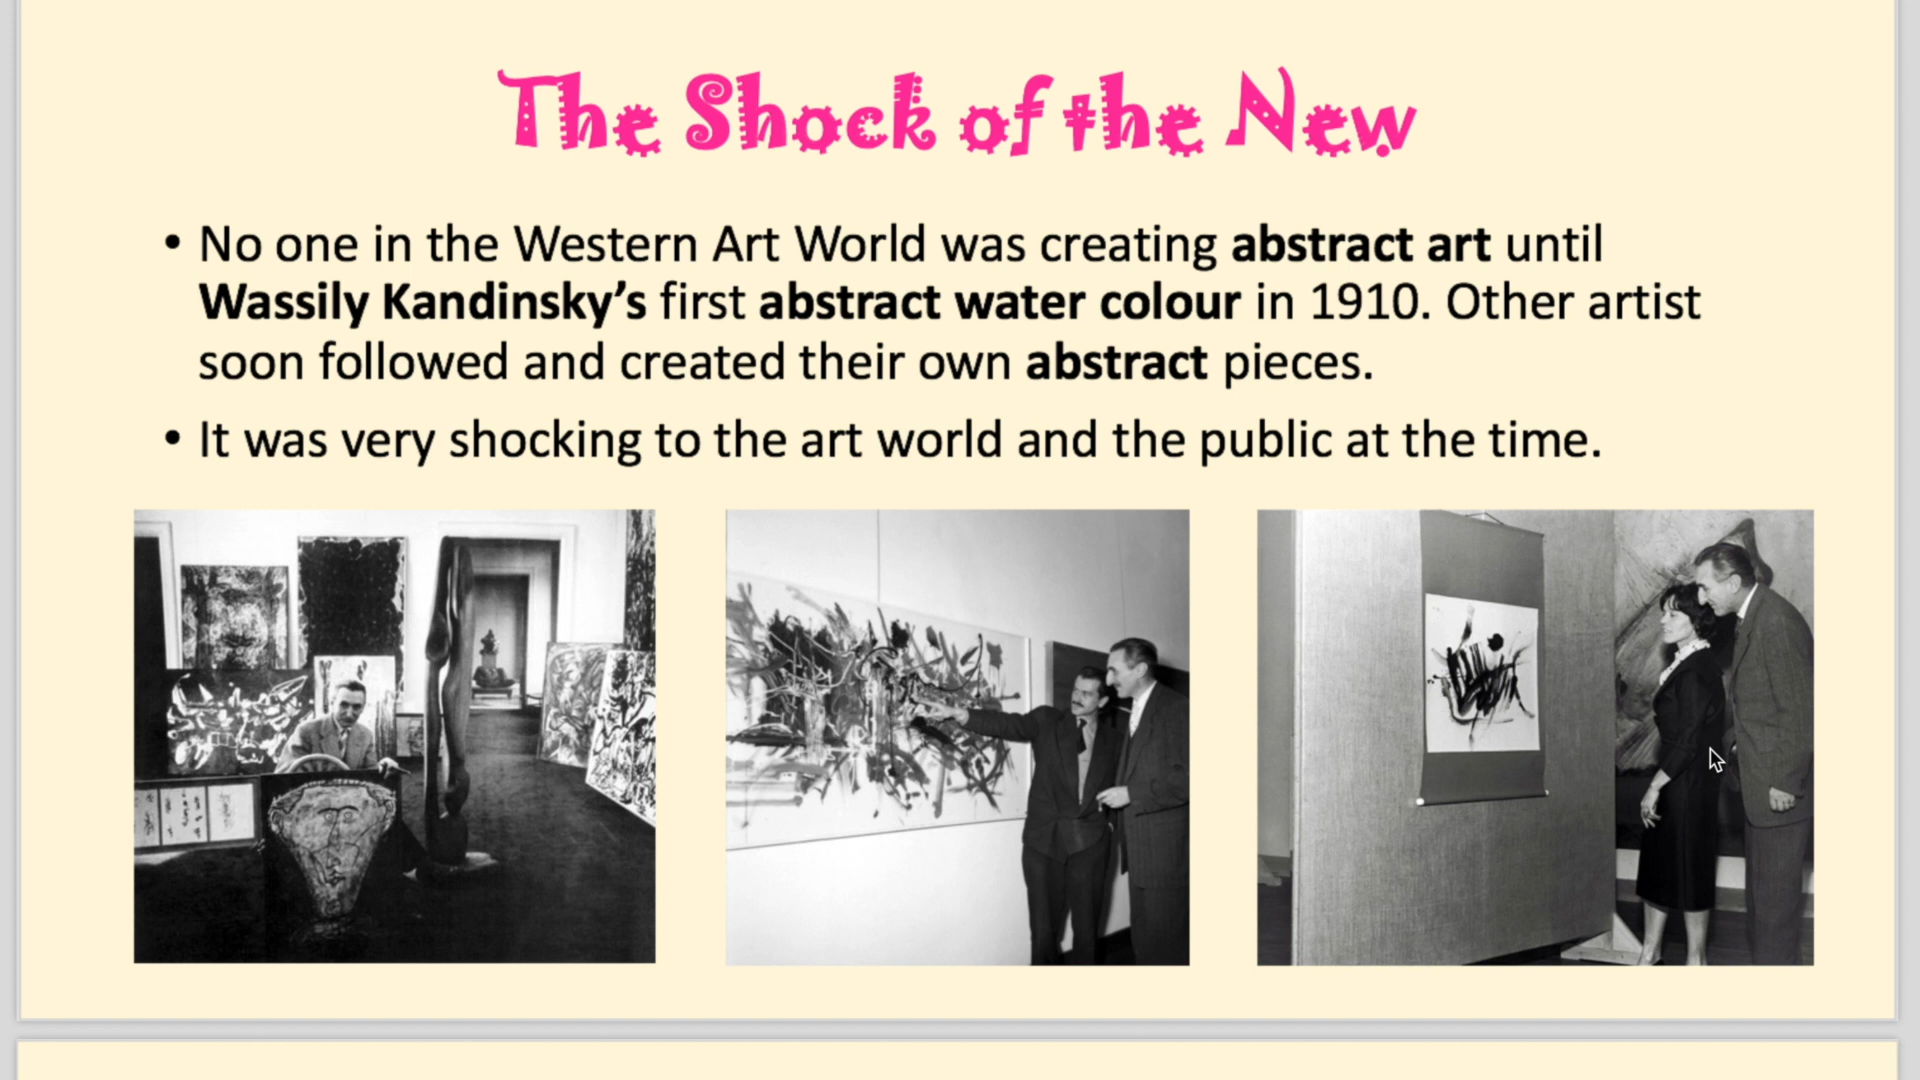 The Shock of the New
• No one in the Western Art World was creating abstract art until
Wassily Kandinsky’s first abstract water colour in 1910. Other artist
soon followed and created their own abstract pieces.
• It was very shocking to the art world and the public at the time.